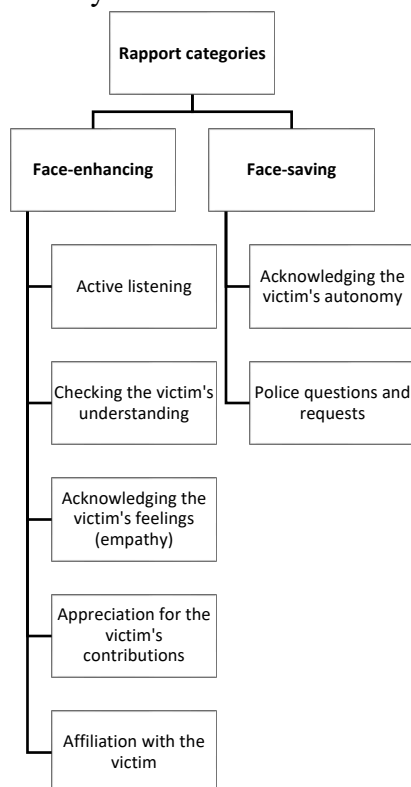 Rapport categories
Face-enhancing
Face-saving
Active listening
Checking the victim's
understanding
Acknowledging the
victim's feelings
(empathy)
Appreciation for the
victim's
contributions
Affiliation with the
victim
Acknowledging the
victim's autonomy
Police questions and
requests